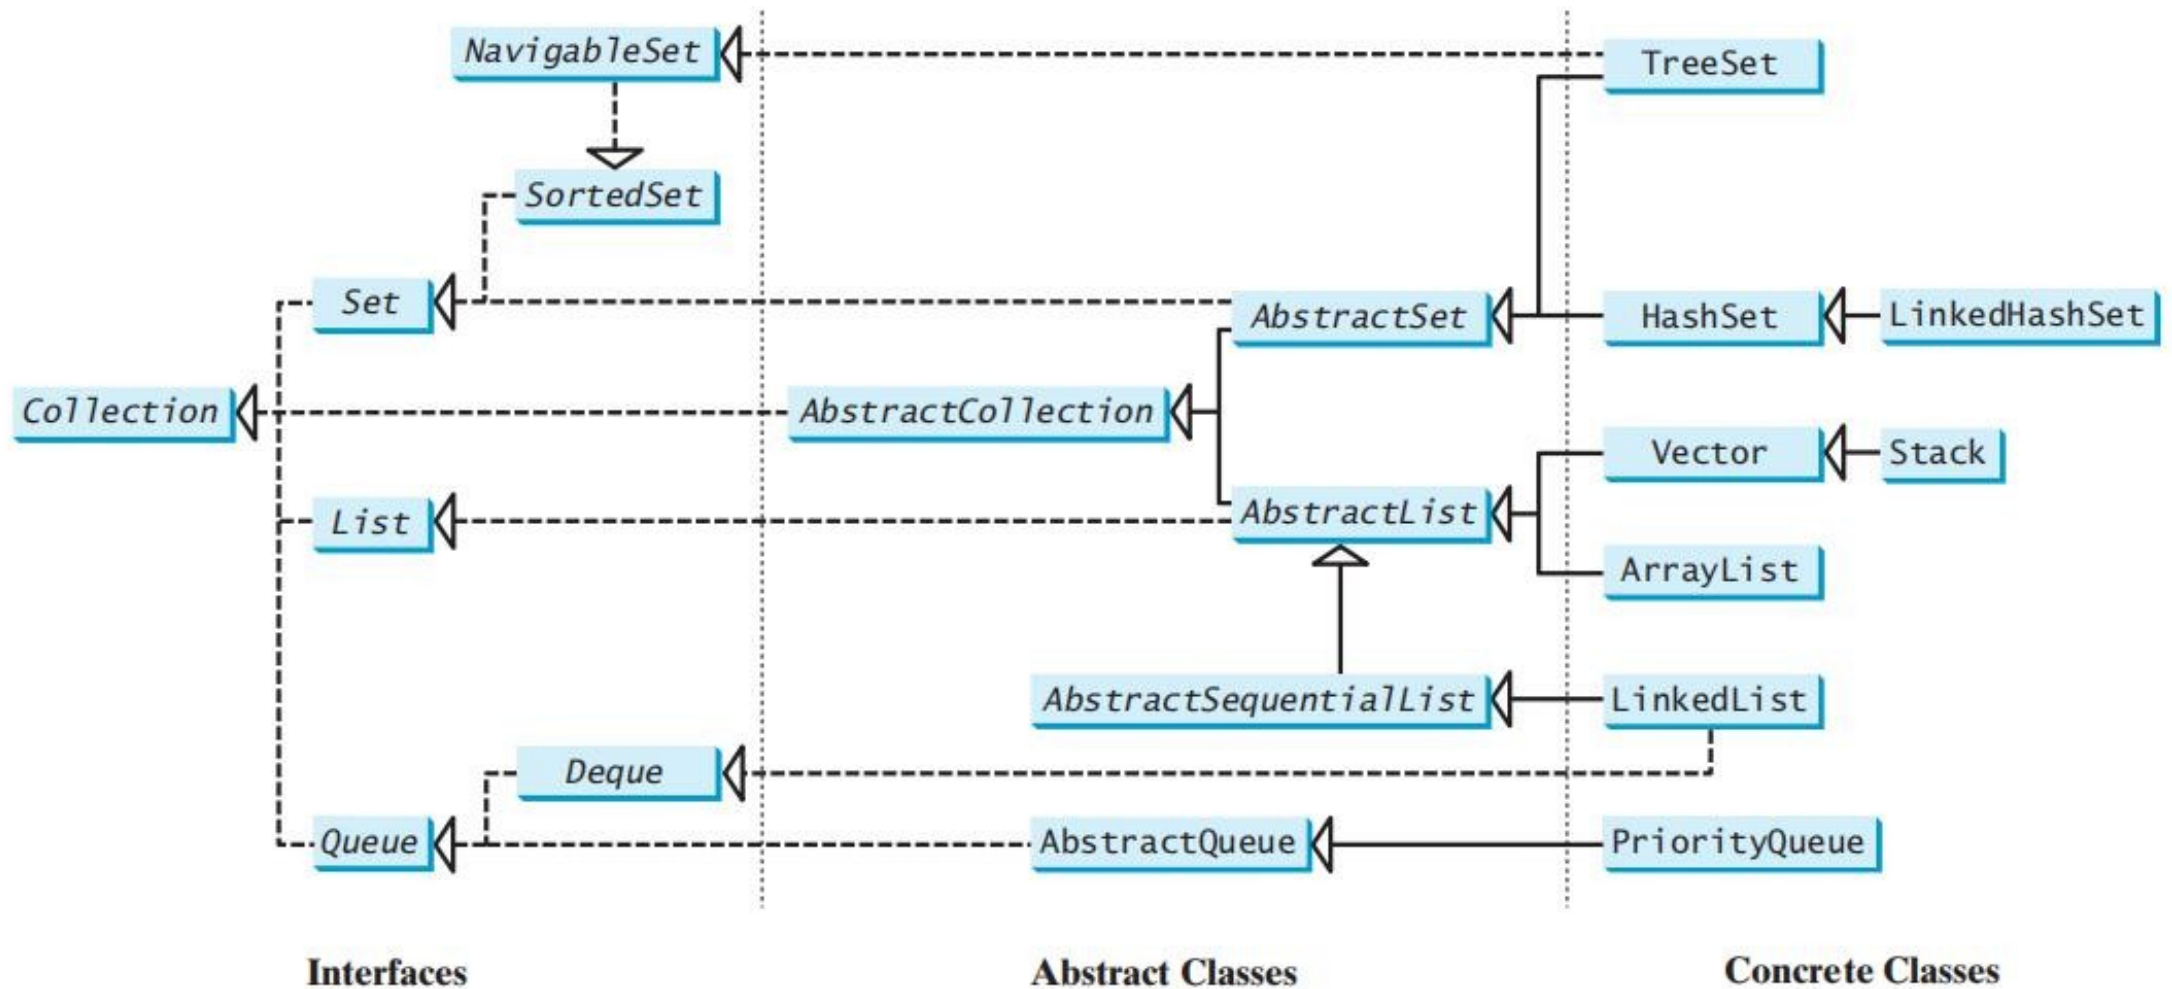 NavigableSet
TreeSet
SortedSet
Set
AbstractSet
HashSet
LinkedHashSet
Collection
AbstractCollection
Vector
Stack
List
AbstractList
ArrayList
AbstractSequentialList
LinkedList
Deque
Queue
AbstractQueue
PriorityQueue
Interfaces
Abstract Classes
Concrete Classes